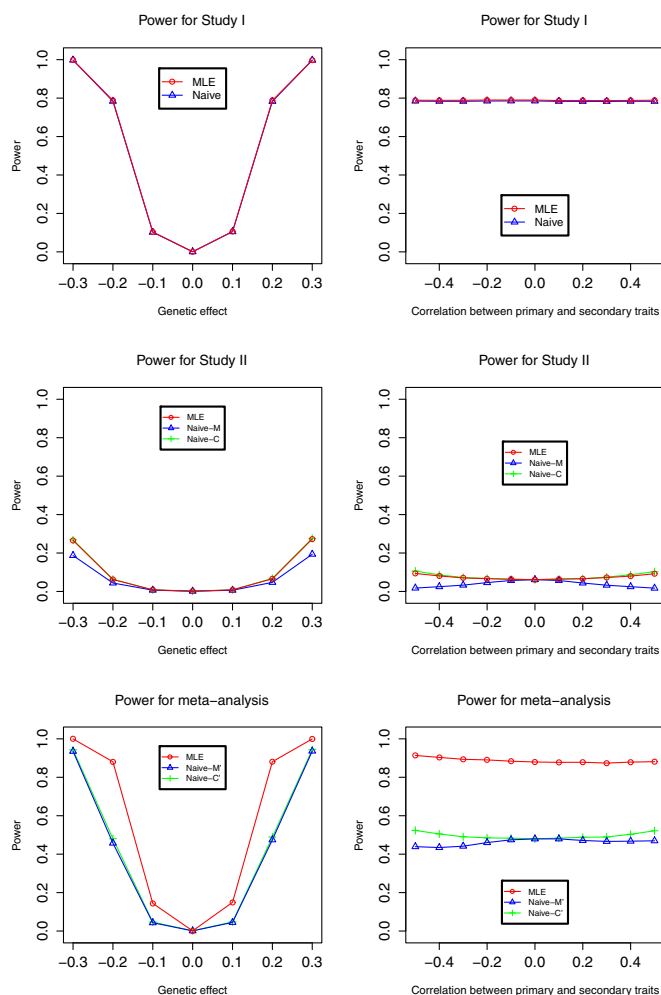 Power for Study I
Power
1.0
0.8
0.6
0.4
0.2
0.0
MLE
Naive
−0.3 −0.2 −0.1 0.0 0.1 0.2 0.3
Genetic effect
Power for Study I
Power
1.0
0.8
0.6
0.4
0.2
0.0
MLE
Naive
−0.4 −0.2 0.0 0.2 0.4
Correlation between primary and secondary traits
Power for Study II
Power
1.0
0.8
0.6
0.4
0.2
0.0
MLE
Naive−M
Naive−C
−0.3 −0.2 −0.1 0.0 0.1 0.2 0.3
Genetic effect
Power for Study II
Power
1.0
0.8
0.6
0.4
0.2
0.0
MLE
Naive−M
Naive−C
−0.4 −0.2 0.0 0.2 0.4
Correlation between primary and secondary traits
Power for meta−analysis
Power
1.0
0.8
0.6
0.4
0.2
0.0
MLE
Naive−M'
Naive−C'
−0.3 −0.2 −0.1 0.0 0.1 0.2 0.3
Genetic effect
Power for meta−analysis
Power
1.0
0.8
0.6
0.4
0.2
0.0
MLE
Naive−M'
Naive−C'
−0.4 −0.2 0.0 0.2 0.4
Correlation between primary and secondary traits